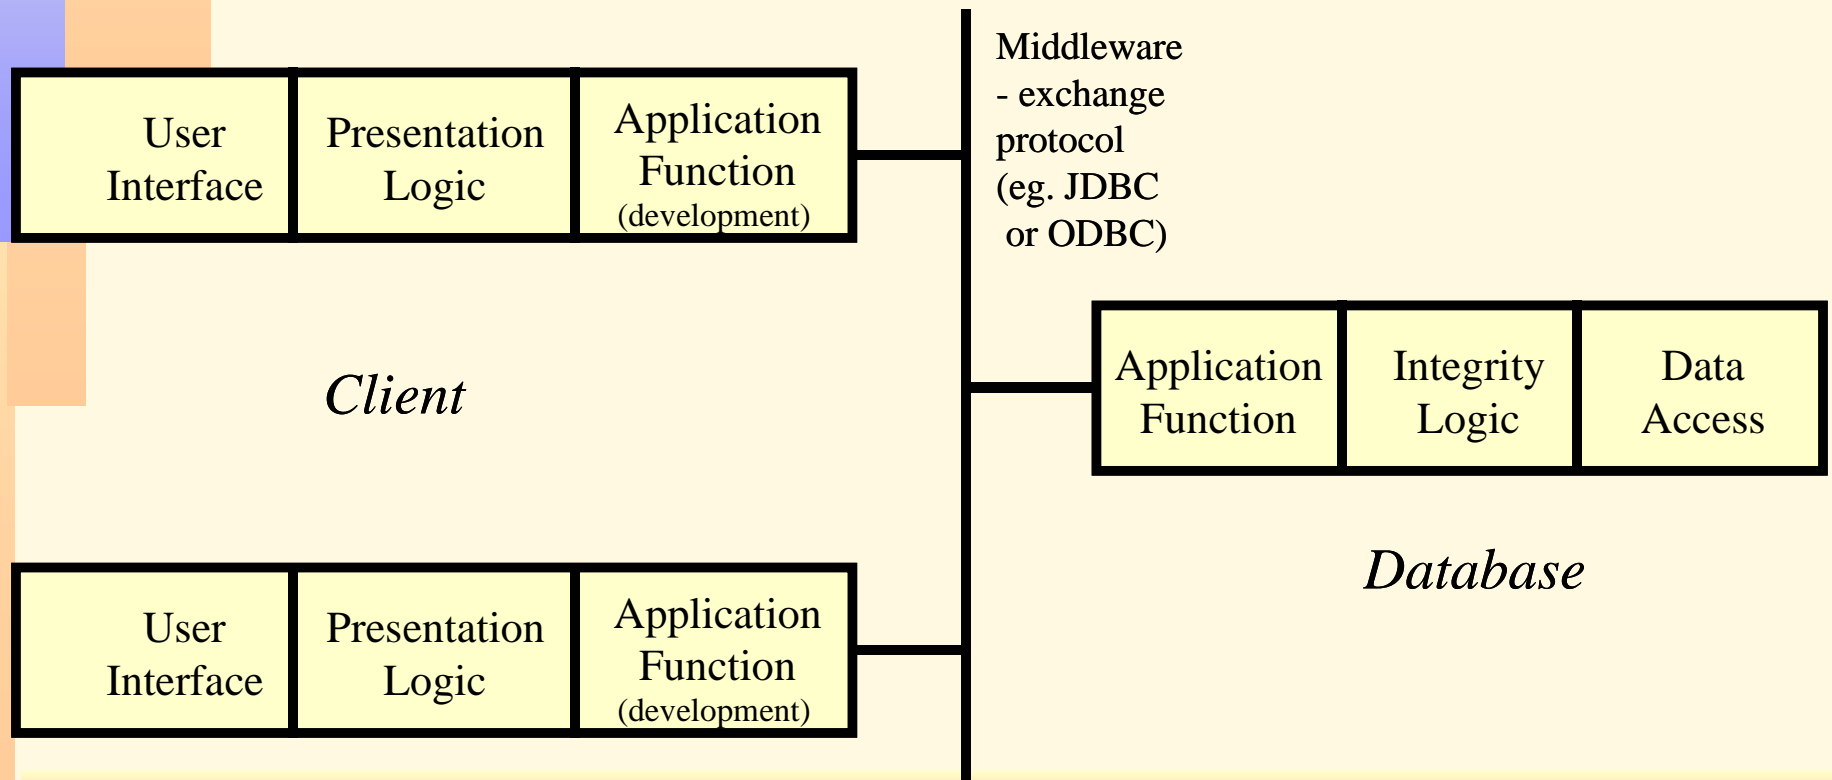 User
Interface
Presentation
Logic
Application
Function
(development)
Middleware
- exchange
protocol
(eg. JDBC
or ODBC)
Client
Application
Function
Integrity
Logic
Data
Access
Database
User
Interface
Presentation
Logic
Application
Function
(development)